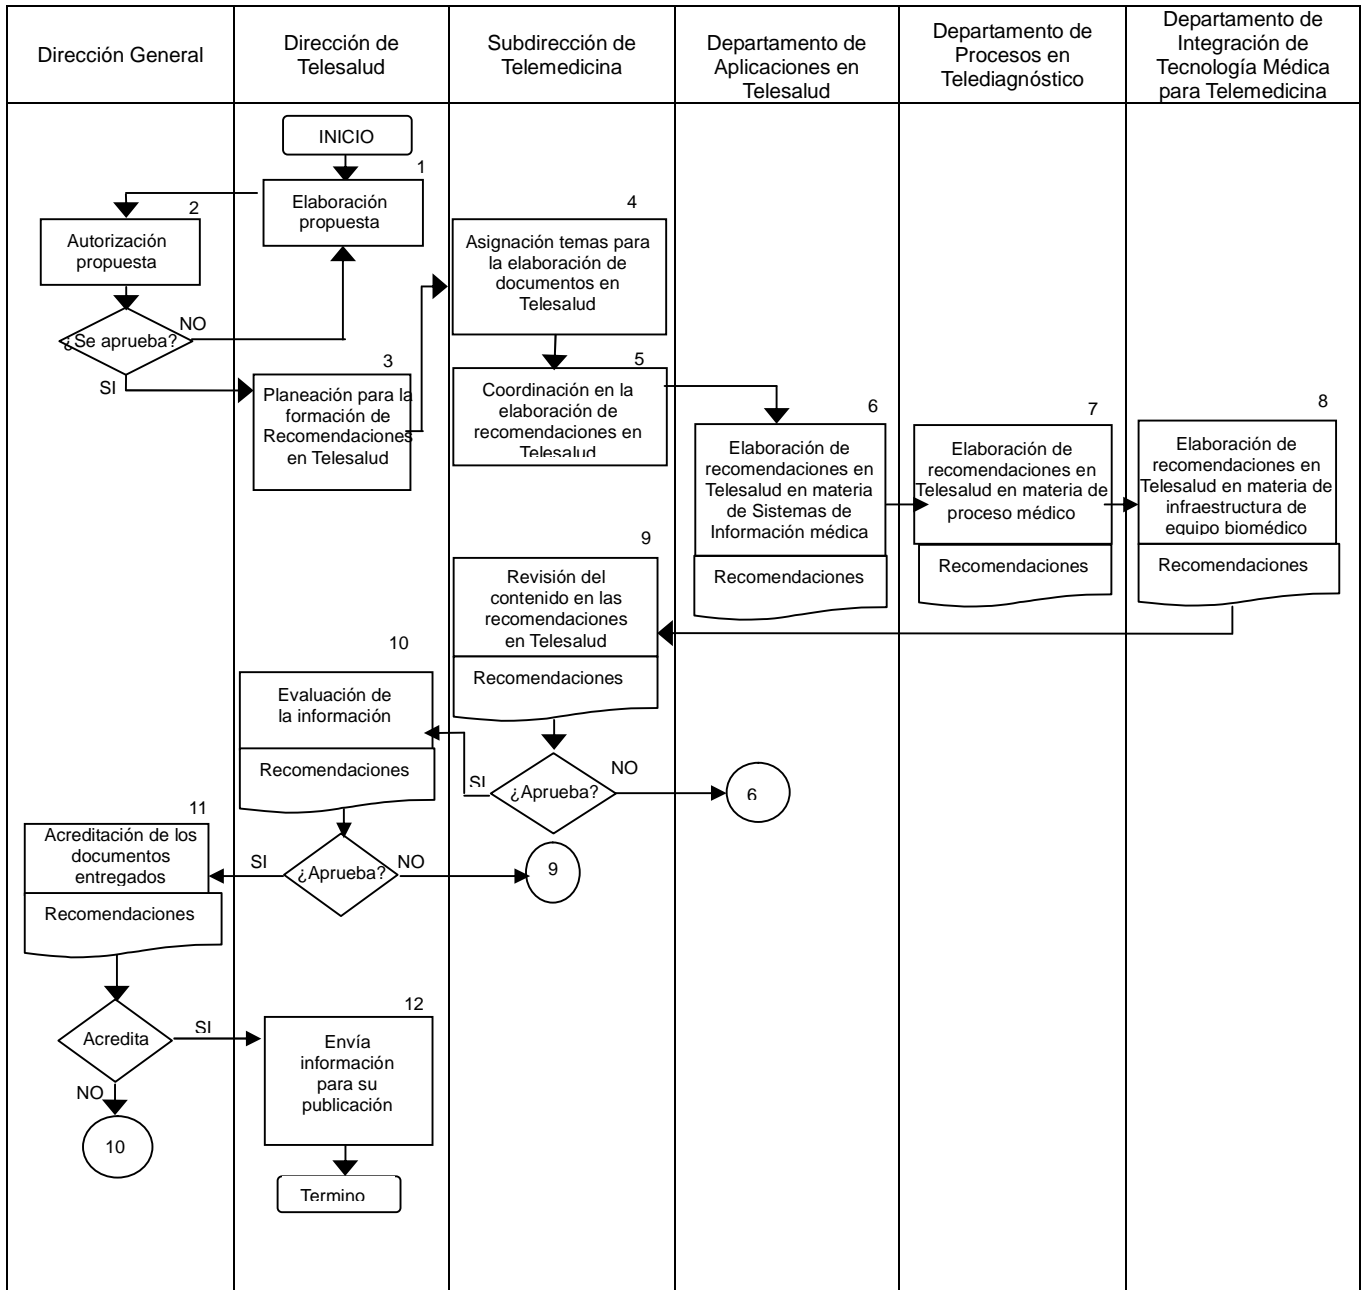 Dirección General
Dirección de
Telesalud
Subdirección de
Telemedicina
Departamento de
Aplicaciones en
Telesalud
Departamento de
Procesos en
Telediagnóstico
Departamento de
Integración de
Tecnología Médica
para Telemedicina
INICIO
1
Elaboración
propuesta
2
Autorización
propuesta
¿Se aprueba?
NO
SI
3
Planeación para la
formación de
Recomendaciones
en Telesalud
4
Asignación temas para
la elaboración de
documentos en
Telesalud
5
Coordinación en la
elaboración de
recomendaciones en
Telesalud
6
Elaboración de
recomendaciones en
Telesalud en materia
de Sistemas de
Información médica
Recomendaciones
7
Elaboración de
recomendaciones en
Telesalud en materia de
proceso médico
Recomendaciones
8
Elaboración de
recomendaciones en
Telesalud en materia de
infraestructura de
equipo biomédico
Recomendaciones
9
Revisión del
contenido en las
recomendaciones
en Telesalud
Recomendaciones
¿Aprueba?
SI
NO
6
10
Evaluación de
la información
Recomendaciones
¿Aprueba?
SI
NO
9
11
Acreditación de los
documentos
entregados
Recomendaciones
Acredita
SI
NO
10
12
Envía
información
para su
publicación
Termino